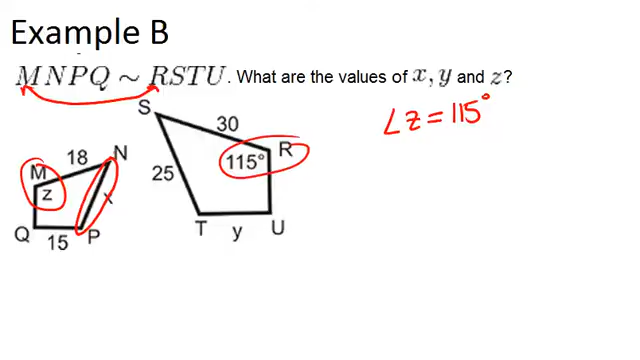 Example B
MNPQ ~ RSTU. What are the values of x, y and z?
∠z = 115°
S
30
R
115°
25
T
y
U
M
18
N
z
x
Q
15
P